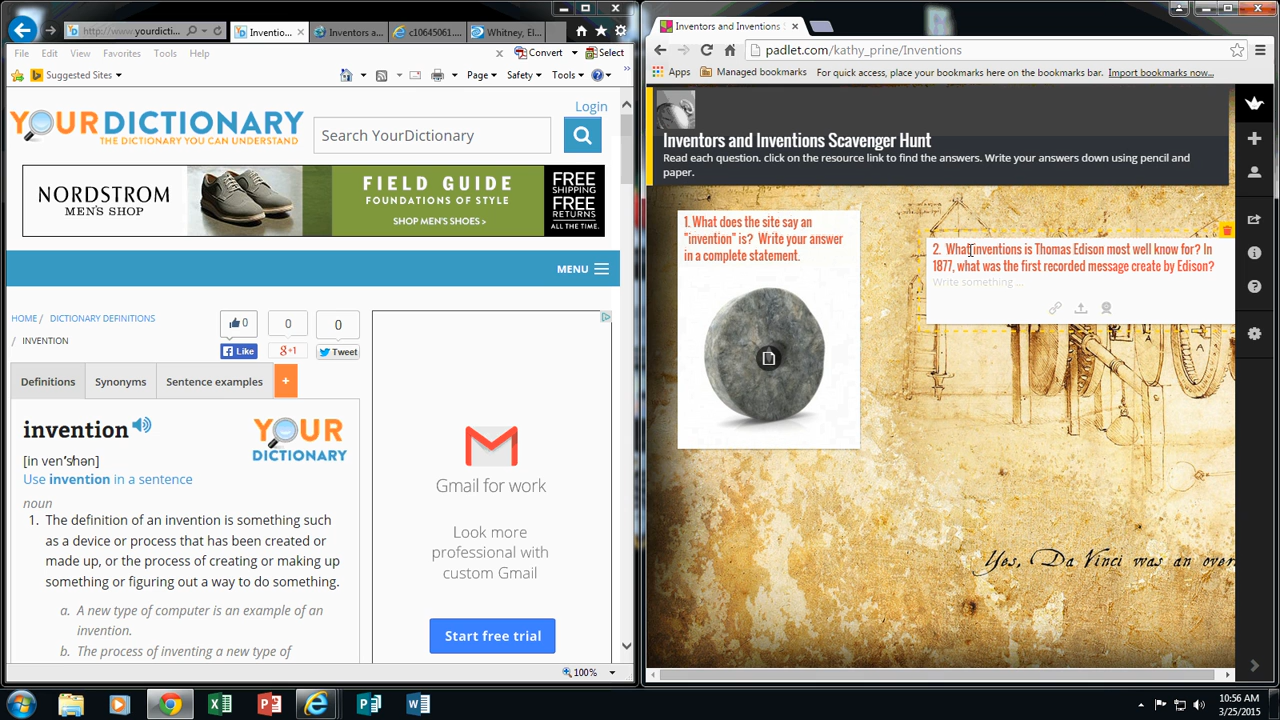 http://www.yourdicti...
Inventio...
Inventors a...
c10645061....
Whitney, El...
File Edit View Favorites Tools Help
Convert
Select
Suggested Sites
Page
Safety
Tools
YOURDICTIONARY
THE DICTIONARY YOU CAN UNDERSTAND
Login
Search YourDictionary
NORDSTROM
MEN'S SHOP
FIELD GUIDE
FOUNDATIONS OF STYLE
SHOP MEN'S SHOES >
FREE
SHIPPING
FREE
RETURNS
ALL THE TIME.
MENU
HOME / DICTIONARY DEFINITIONS
/ INVENTION
0
0
0
Like
g+1
Tweet
Definitions
Synonyms
Sentence examples
+
invention
YOUR
DICTIONARY
[in ven′shən]
Use invention in a sentence
noun
1. The definition of an invention is something such
as a device or process that has been created or
made up, or the process of creating or making up
something or figuring out a way to do something.
a. A new type of computer is an example of an
invention.
b. The process of inventing a new type of
Gmail for work
Look more
professional with
custom Gmail
Start free trial
100%
Inventors and Inventions
padlet.com/kathy_prine/Inventions
Apps
Managed bookmarks
For quick access, place your bookmarks here on the bookmarks bar.
Import bookmarks now...
Inventors and Inventions Scavenger Hunt
Read each question. click on the resource link to find the answers. Write your answers down using pencil and
paper.
1. What does the site say an
"invention" is? Write your answer
in a complete statement.
2. What inventions is Thomas Edison most well know for? In
1877, what was the first recorded message create by Edison?
Write something ...
Yes, Da Vinci was an over
10:56 AM
3/25/2015